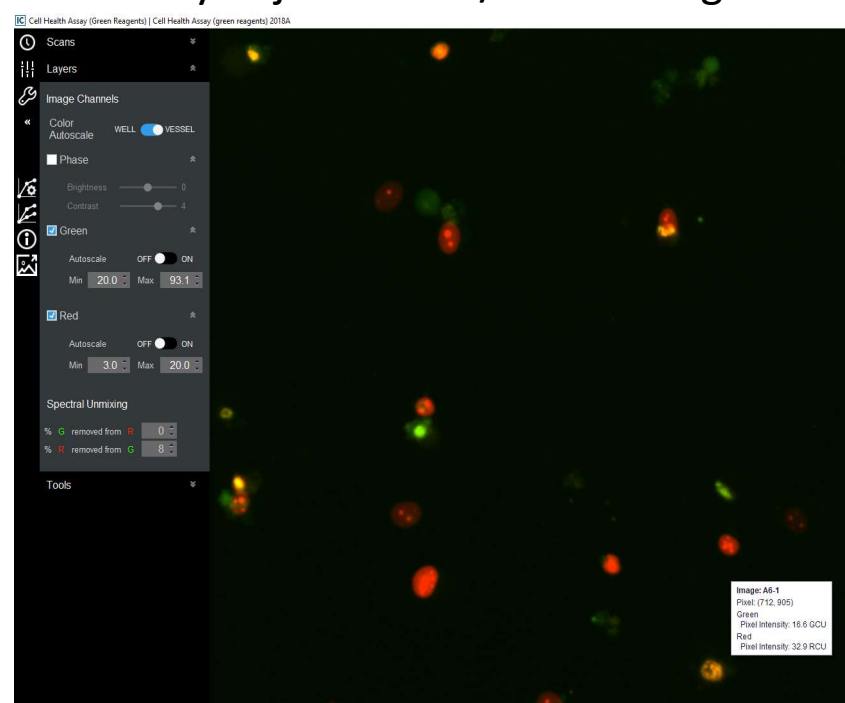 IC Cell Health Assay (Green Reagents) | Cell Health Assay (green reagents) 2018A
Scans
Layers
Image Channels
Color Autoscale WELL VESSEL
Phase
Brightness 0
Contrast 4
Green
Autoscale OFF ON
Min 20.0 Max 93.1
Red
Autoscale OFF ON
Min 3.0 Max 20.0
Spectral Unmixing
% G removed from R 0
% R removed from G 8
Tools
Image: A6-1
Pixel: (712, 905)
Green
Pixel Intensity: 16.6 GCU
Red
Pixel Intensity: 32.9 RCU